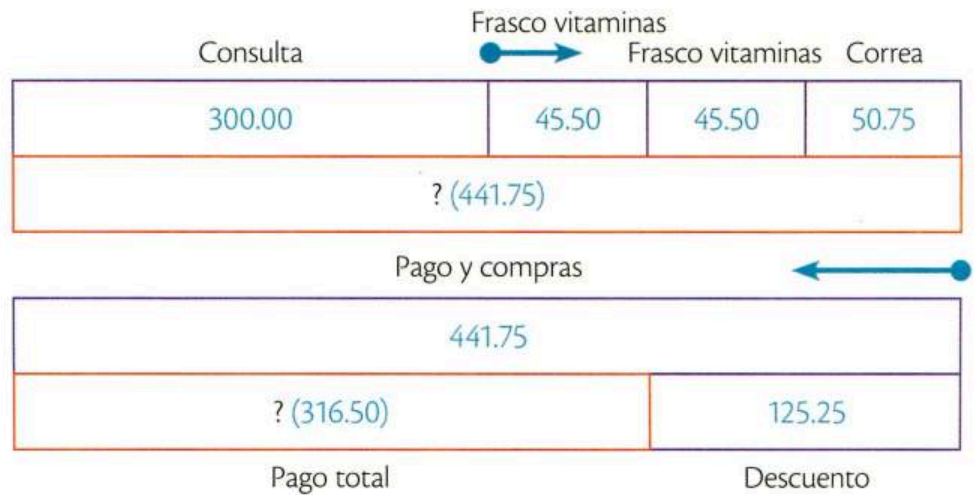 Frasco vitaminas
Consulta Frasco vitaminas Correa
300.00 45.50 45.50 50.75
? (441.75)
Pago y compras
441.75
? (316.50) 125.25
Pago total Descuento